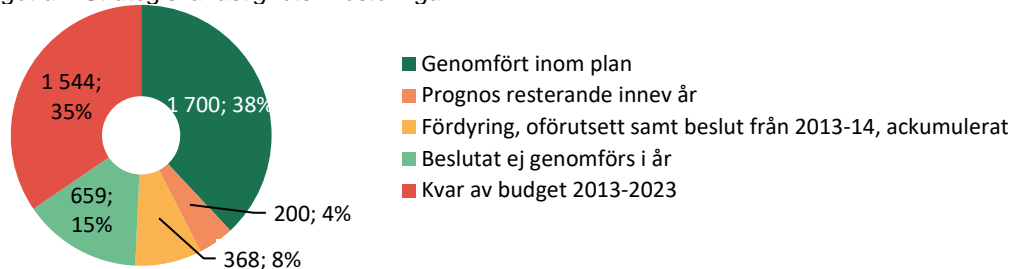 1 544;
35%
1 700; 38%
659;
15%
200; 4%
368; 8%
Genomfört inom plan
Prognos resterande innev år
Fördyring, oförutsett samt beslut från 2013-14, ackumulerat
Beslutat ej genomförs i år
Kvar av budget 2013-2023